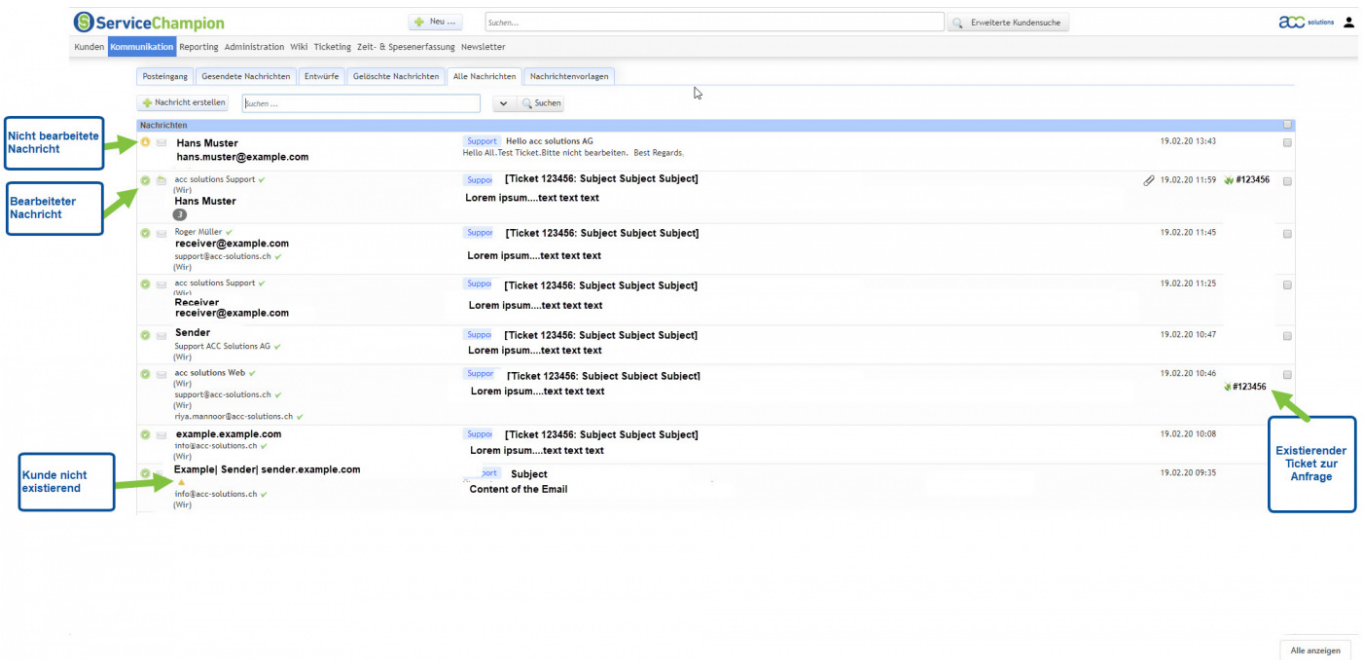 ServiceChampion
Neu ...
Suchen...
Erweiterte Kundensuche
acc solutions
Kunden Kommunikation Reporting Administration Wiki Ticketing Zeit- & Spesenerfassung Newsletter
Posteingang Gesendete Nachrichten Entwürfe Gelöschte Nachrichten Alle Nachrichten Nachrichtenvorlagen
Nachricht erstellen Suchen ... Suchen
Nachrichten
Nicht bearbeitete
Nachricht
Hans Muster
hans.muster@example.com
Support Hello acc solutions AG
Hello All.Test Ticket.Bitte nicht bearbeiten. Best Regards,
19.02.20 13:43
Bearbeiteter
Nachricht
acc solutions Support
(Wir)
Hans Muster
3
Suppor [Ticket 123456: Subject Subject Subject]
Lorem ipsum....text text text
19.02.20 11:59 #123456
Roger Müller
receiver@example.com
support@acc-solutions.ch
(Wir)
Suppor [Ticket 123456: Subject Subject Subject]
Lorem ipsum....text text text
19.02.20 11:45
acc solutions Support
(Wir)
Receiver
receiver@example.com
Suppo [Ticket 123456: Subject Subject Subject]
Lorem ipsum....text text text
19.02.20 11:25
Sender
Support ACC Solutions AG
(Wir)
Suppo [Ticket 123456: Subject Subject Subject]
Lorem ipsum....text text text
19.02.20 10:47
acc solutions Web
(Wir)
support@acc-solutions.ch
(Wir)
riya.mannoor@acc-solutions.ch
Suppor [Ticket 123456: Subject Subject Subject]
Lorem ipsum....text text text
19.02.20 10:46
#123456
example.example.com
info@acc-solutions.ch
(Wir)
Suppo [Ticket 123456: Subject Subject Subject]
Lorem ipsum....text text text
19.02.20 10:08
Existierender
Ticket zur
Anfrage
Kunde nicht
existierend
Example| Sender| sender.example.com
info@acc-solutions.ch
(Wir)
port Subject
Content of the Email
19.02.20 09:35
Alle anzeigen